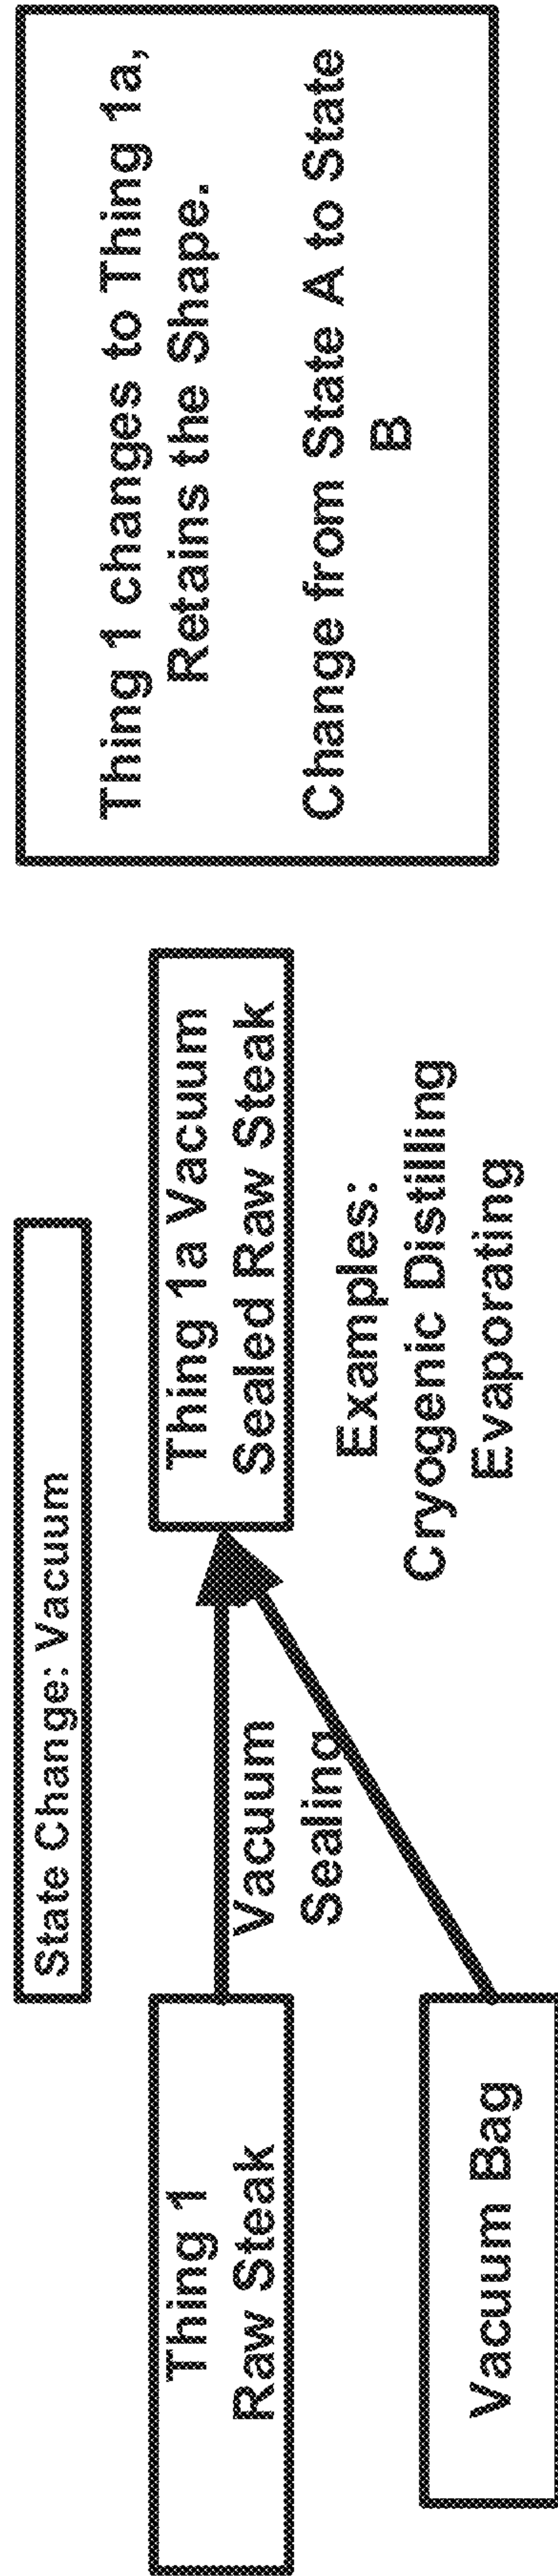 State Change: Vacuum
Thing 1
Raw Steak
Vacuum
Sealing
Thing 1a Vacuum
Sealed Raw Steak
Vacuum Bag
Examples:
Cryogenic Distilling
Evaporating
Thing 1 changes to Thing 1a,
Retains the Shape.
Change from State A to State
B